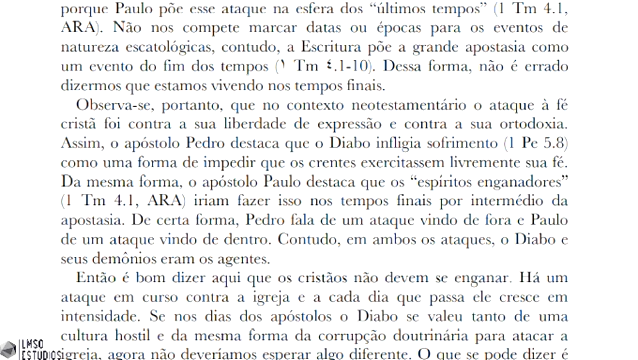 porque Paulo põe esse ataque na esfera dos “últimos tempos” (1 Tm 4.1,
ARA). Não nos compete marcar datas ou épocas para os eventos de
natureza escatológicas, contudo, a Escritura põe a grande apostasia como
um evento do fim dos tempos (١ Tm ٤.1-10). Dessa forma, não é errado
dizermos que estamos vivendo nos tempos finais.
Observa-se, portanto, que no contexto neotestamentário o ataque à fé
cristã foi contra a sua liberdade de expressão e contra a sua ortodoxia.
Assim, o apóstolo Pedro destaca que o Diabo infligia sofrimento (1 Pe 5.8)
como uma forma de impedir que os crentes exercitassem livremente sua fé.
Da mesma forma, o apóstolo Paulo destaca que os “espíritos enganadores”
(1 Tm 4.1, ARA) iriam fazer isso nos tempos finais por intermédio da
apostasia. De certa forma, Pedro fala de um ataque vindo de fora e Paulo
de um ataque vindo de dentro. Contudo, em ambos os ataques, o Diabo e
seus demônios eram os agentes.
Então é bom dizer aqui que os cristãos não devem se enganar. Há um
ataque em curso contra a igreja e a cada dia que passa ele cresce em
intensidade. Se nos dias dos apóstolos o Diabo se valeu tanto de uma
cultura hostil e da mesma forma da corrupção doutrinária para atacar a
igreja, agora não deveríamos esperar algo diferente. O que se pode dizer é
LMSO
ESTUDIOS